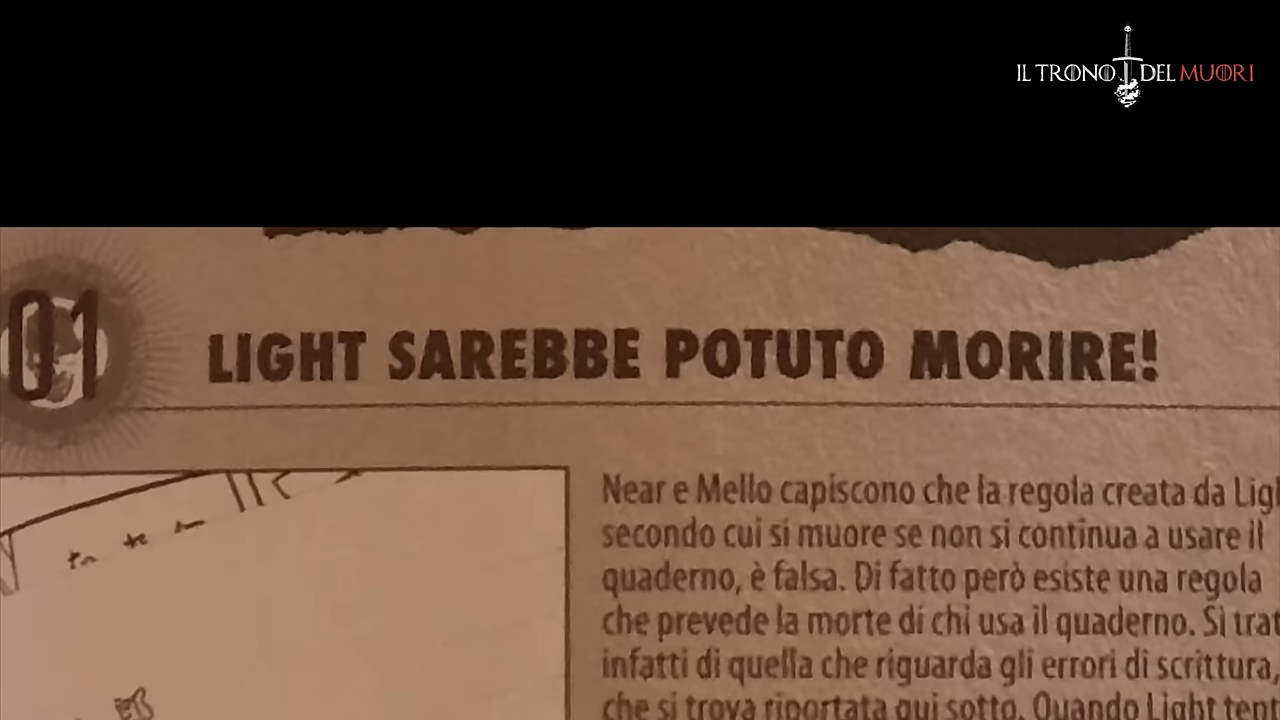 IL TRONO DEL MUORI
01
LIGHT SAREBBE POTUTO MORIRE!
Near e Mello capiscono che la regola creata da Ligh
secondo cui si muore se non si continua a usare il
quaderno, è falsa. Di fatto però esiste una regola
che prevede la morte di chi usa il quaderno. Si trat
infatti di quella che riguarda gli errori di scrittura,
che si trova riportata qui sotto. Quando Light tent